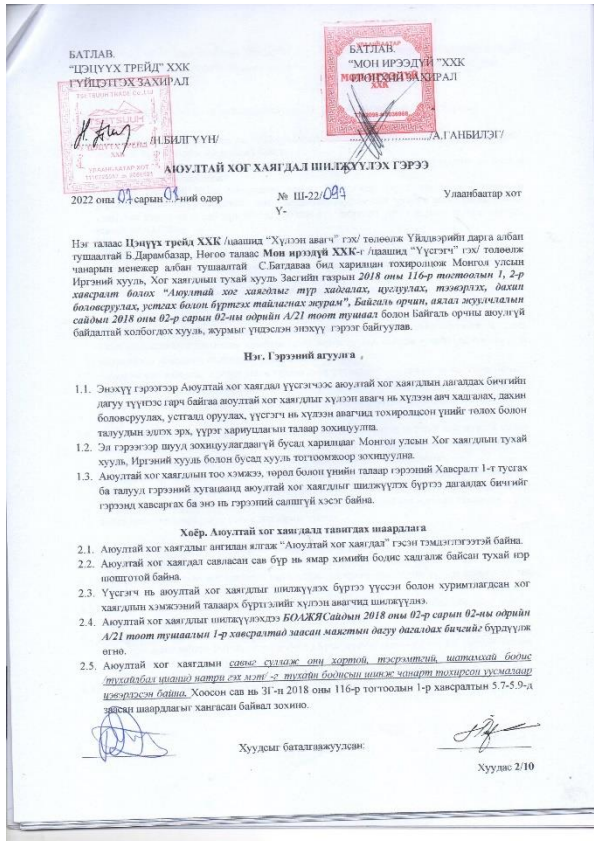 БАТЛАВ.
“ЦЭЦҮҮХ ТРЕЙД” ХХК
ГҮЙЦЭТГЭХ ЗАХИРАЛ
/Н.БИЛГҮҮН/
БАТЛАВ.
“МОН ИРЭЭДҮЙ ”ХХК
ЕРӨНХИЙ ЗАХИРАЛ
/А.ГАНБИЛЭГ/
АЮУЛТАЙ ХОГ ХАЯГДАЛ ШИЛЖҮҮЛЭХ ГЭРЭЭ
2022 оны 07 сарын 01-ний өдөр № Ш-22/097 Улаанбаатар хот
Ү-
Нэг талаас Цэцүүх трейд ХХК /цаашид “Хүлээн авагч” гэх/ төлөөлж Үйлдвэрийн дарга албан
тушаалтай Б.Дарамбазар, Нөгөө талаас Мон ирээдүй ХХК-г /цаашид “Үүсгэгч” гэх/ төлөөлж
чанарын менежер албан тушаалтай С.Батдаваа бид харилцан тохиролцож Монгол улсын
Иргэний хууль, Хог хаягдлын тухай хууль Засгийн газрын 2018 оны 116-р тогтоолын 1, 2-р
хавсралт болох “Аюултай хог хаягдлыг түр хадгалах, цуглуулах, тээвэрлэх, дахин
боловсруулах, устгах болон бүртгэх тайлагнах журам”, Байгаль орчин, аялал жуулчлалын
сайдын 2018 оны 02-р сарын 02-ны өдрийн А/21 тоот тушаал болон Байгаль орчны аюулгүй
байдалтай холбогдох хууль, журмыг үндэслэн энэхүү гэрээг байгуулав.
Нэг. Гэрээний агуулга
1.1. Энэхүү гэрээгээр Аюултай хог хаягдал үүсгэгчээс аюултай хог хаягдлын дагалдах бичгийн
дагуу түүнээс гарч байгаа аюултай хог хаягдлыг хүлээн авагч нь хүлээн авч хадгалах, дахин
боловсруулах, устгалд оруулах, үүсгэгч нь хүлээн авагчид тохиролцсон үнийг төлөх болон
талуудын эдлэх эрх, үүрэг хариуцлагын талаар зохицуулна.
1.2. Эл гэрээгээр шууд зохицуулагдаагүй бусад харилцааг Монгол улсын Хог хаягдлын тухай
хууль, Иргэний хууль болон бусад хууль тогтоомжоор зохицуулна.
1.3. Аюултай хог хаягдлын тоо хэмжээ, төрөл болон үнийн талаар гэрээний Хавсралт 1-т тусгах
ба талууд гэрээний хугацаанд аюултай хог хаягдлыг шилжүүлэх бүртээ дагалдах бичгийг
гэрээнд хавсаргах ба энэ нь гэрээний салшгүй хэсэг байна.
Хоёр. Аюултай хог хаягдалд тавигдах шаардлага
2.1. Аюултай хог хаягдлыг ангилан ялгаж “Аюултай хог хаягдал” гэсэн тэмдэглэгээтэй байна.
2.2. Аюултай хог хаягдал савласан сав бүр нь ямар химийн бодис хадгалж байсан тухай нэр
шошготой байна.
2.3. Үүсгэгч нь аюултай хог хаягдлыг шилжүүлэх бүртээ үүссэн болон хуримтлагдсан хог
хаягдлын хэмжээний талаарх бүртгэлийг хүлээн авагчид шилжүүлнэ.
2.4. Аюултай хог хаягдлыг шилжүүлэхдээ БОАЖЯСайдын 2018 оны 02-р сарын 02-ны өдрийн
А/21 тоот тушаалын 1-р хавсралтад заасан маягтын дагуу дагалдах бичгийг бүрдүүлж
өгнө.
2.5. Аюултай хог хаягдлын савыг суллаж онц хортой, тэсрэмтгий, шатамхай бодис
/тухайлбал цианид натри гэх мэт/ -г тухайн бодисын шинж чанарт тохирсон уусмалаар
цэвэрлэсэн байна. Хоосон сав нь ЗГ-п 2018 оны 116-р тогтоолын 1-р хавсралтын 5.7-5.9-д
заасан шаардлагыг хангасан байвал зохино.
Хуудсыг баталгаажуулсан:
Хуудас 2/10